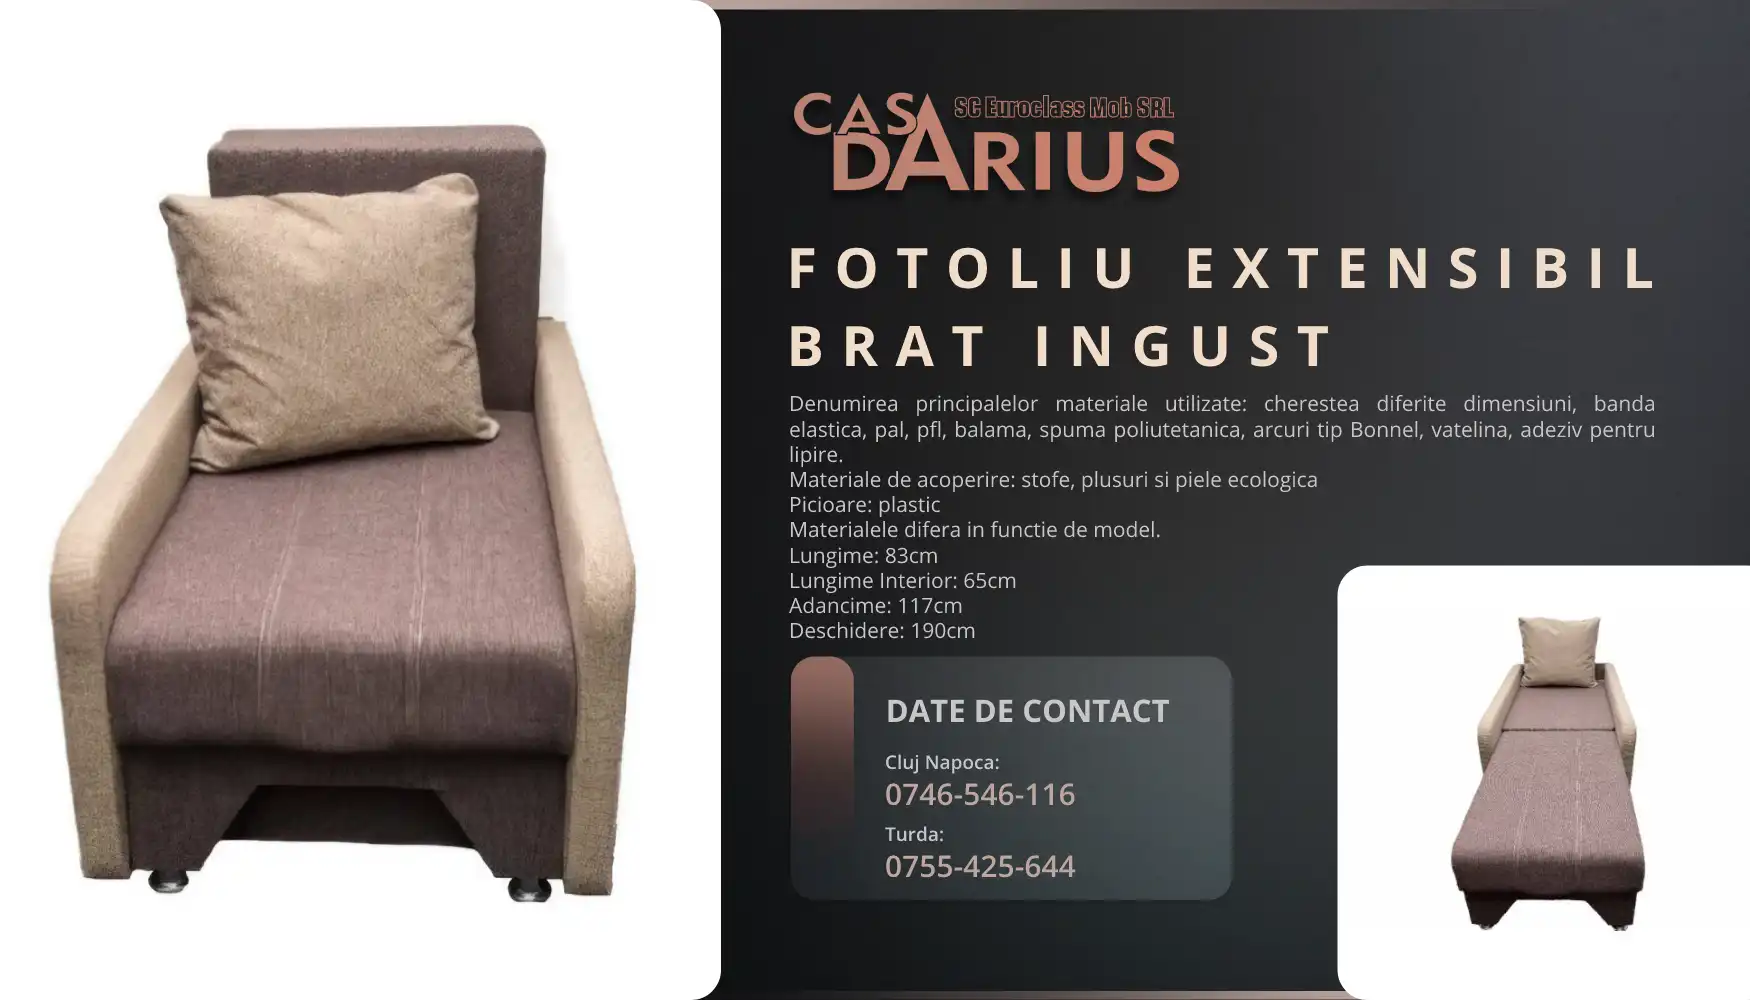 CASA
SC Euroclass Mob SRL
DARIUS
FOTOLIU EXTENSIBIL
BRAT INGUST
Denumirea principalelor materiale utilizate: cherestea diferite dimensiuni, banda
elastica, pal, pfl, balama, spuma poliutetanica, arcuri tip Bonnel, vatelina, adeziv pentru
lipire.
Materiale de acoperire: stofe, plusuri si piele ecologica
Picioare: plastic
Materialele difera in functie de model.
Lungime: 83cm
Lungime Interior: 65cm
Adancime: 117cm
Deschidere: 190cm
DATE DE CONTACT
Cluj Napoca:
0746-546-116
Turda:
0755-425-644